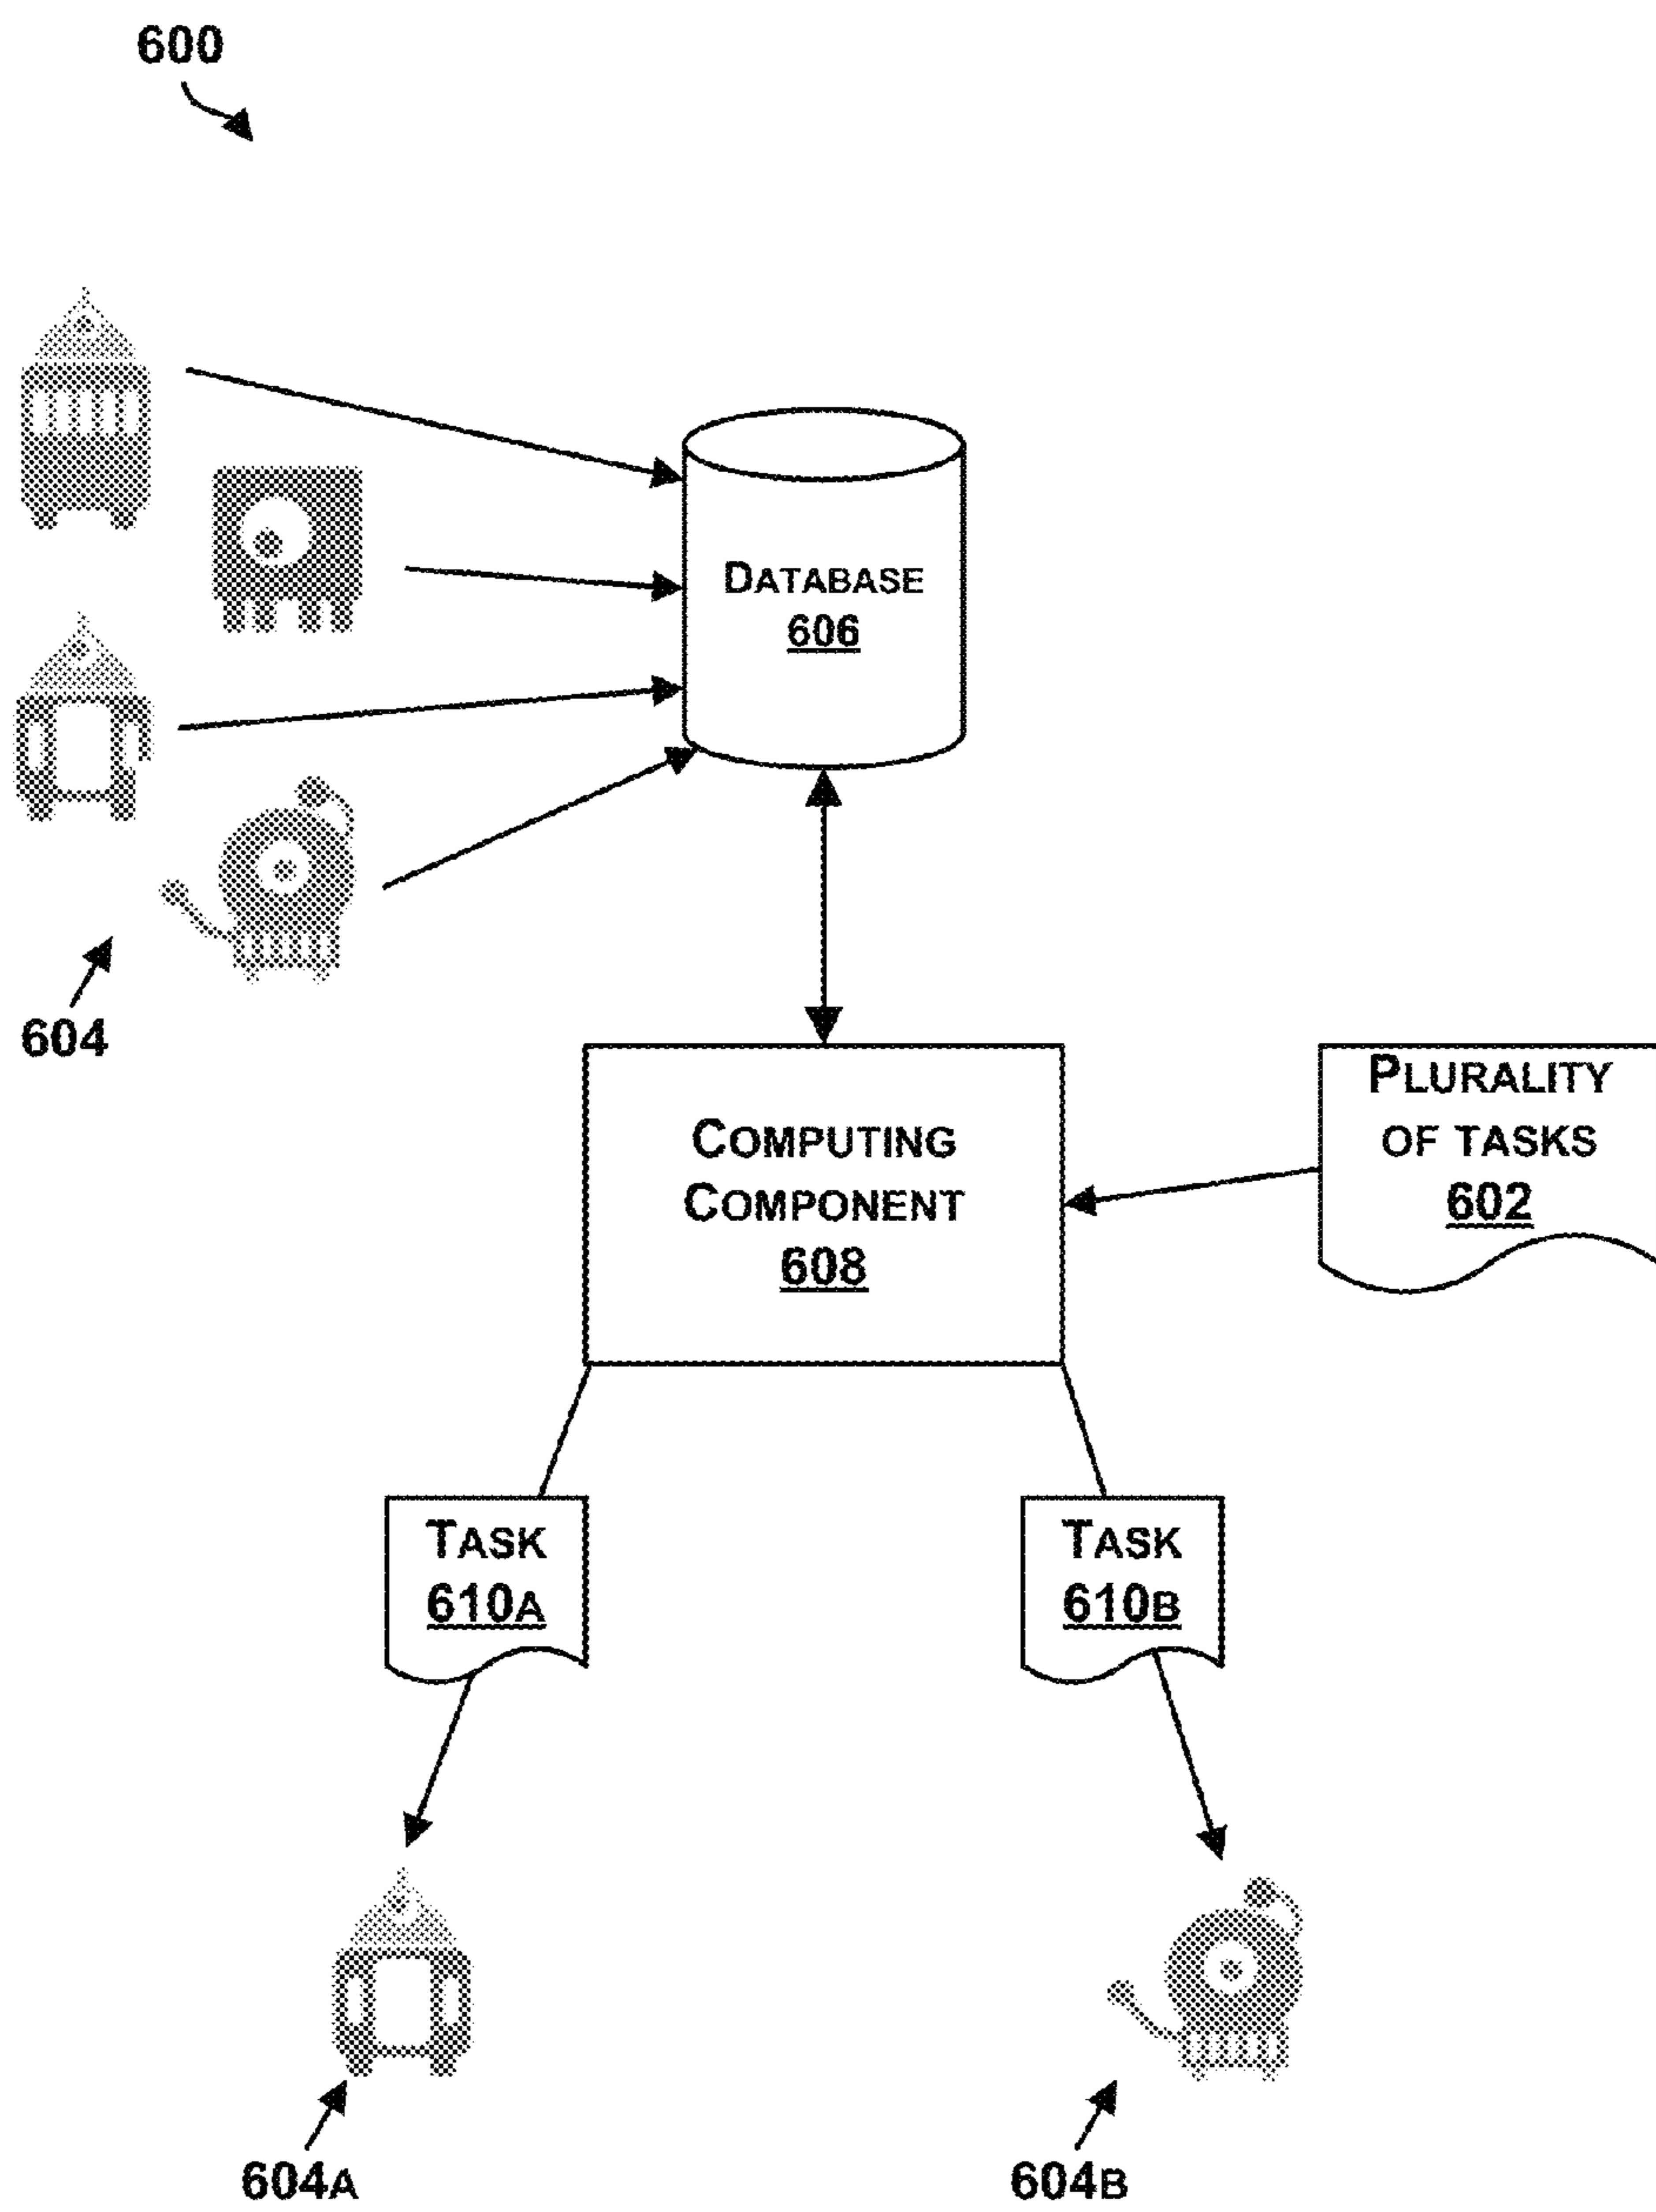 600
DATABASE
606
604
COMPUTING
COMPONENT
608
PLURALITY
OF TASKS
602
TASK
610A
TASK
610B
604A
604B